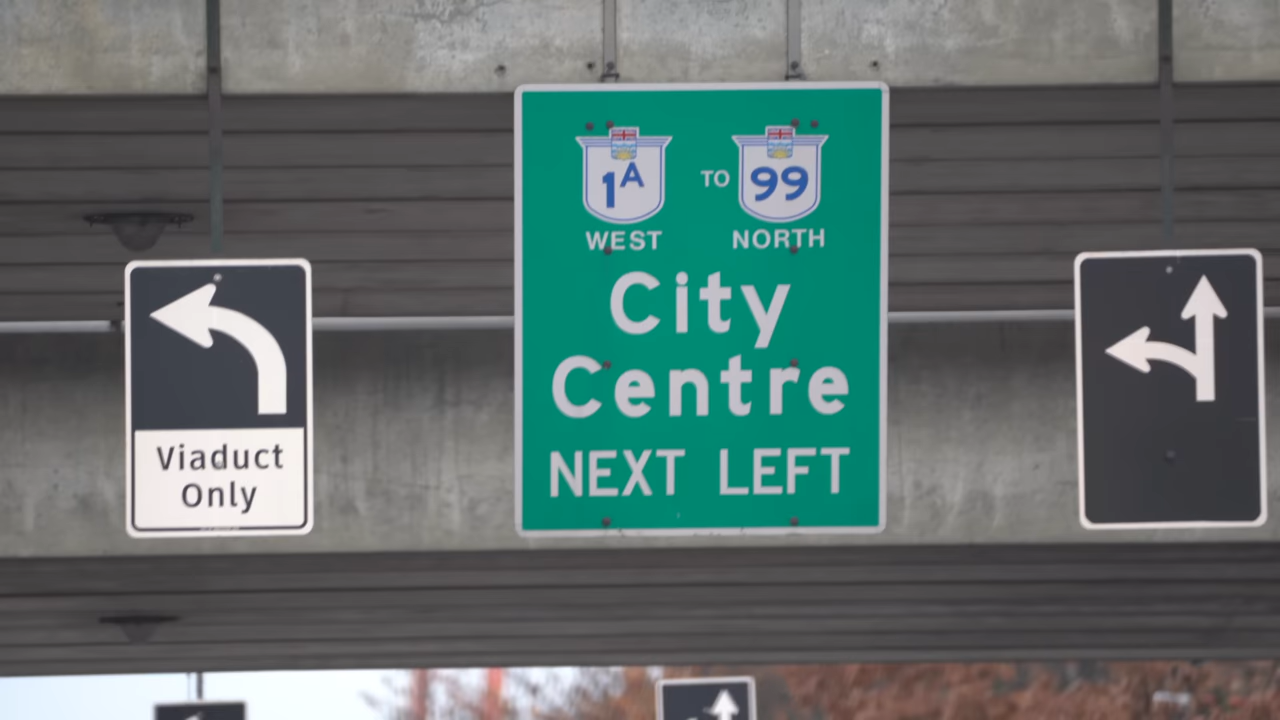 1A TO 99
WEST NORTH
City
Centre
NEXT LEFT
Viaduct
Only